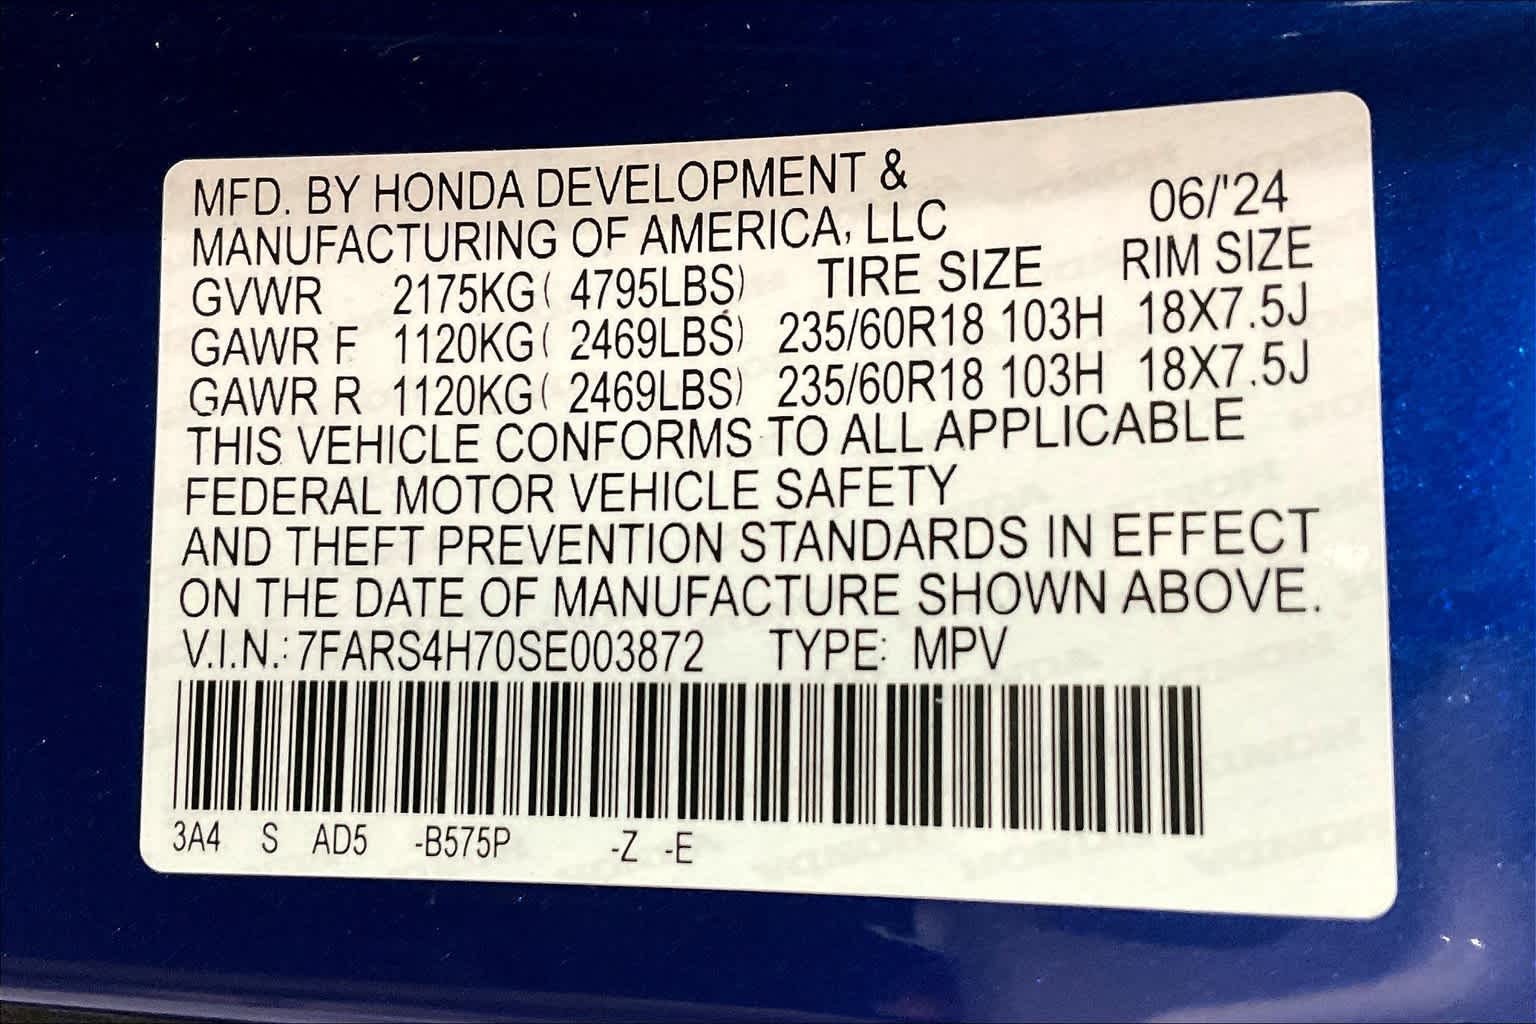 MFD. BY HONDA DEVELOPMENT &
MANUFACTURING OF AMERICA, LLC 06/'24
GVWR 2175KG( 4795LBS) TIRE SIZE RIM SIZE
GAWR F 1120KG( 2469LBS) 235/60R18 103H 18X7.5J
GAWR R 1120KG( 2469LBS) 235/60R18 103H 18X7.5J
THIS VEHICLE CONFORMS TO ALL APPLICABLE
FEDERAL MOTOR VEHICLE SAFETY
AND THEFT PREVENTION STANDARDS IN EFFECT
ON THE DATE OF MANUFACTURE SHOWN ABOVE.
V.I.N.: 7FARS4H70SE003872 TYPE: MPV
3A4 S AD5 -B575P -Z -E